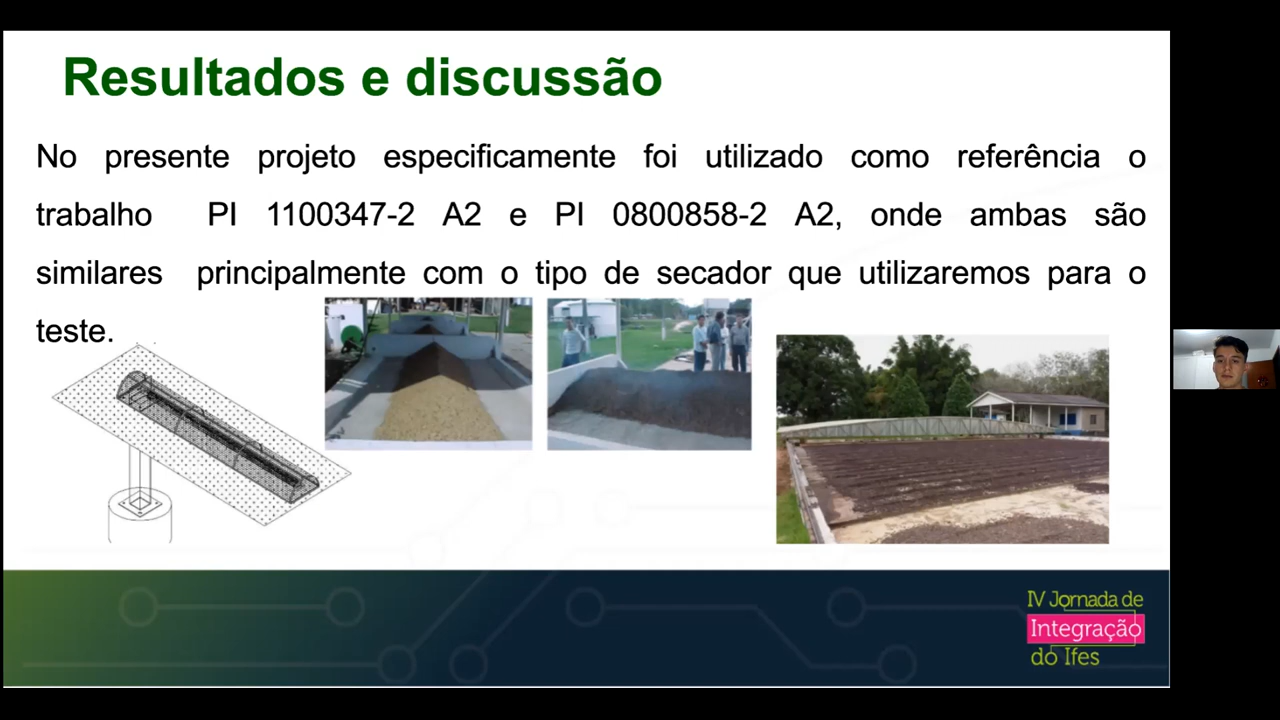 Resultados e discussão
No presente projeto especificamente foi utilizado como referência o
trabalho PI 1100347-2 A2 e PI 0800858-2 A2, onde ambas são
similares principalmente com o tipo de secador que utilizaremos para o
teste.
IV Jornada de
Integração
do Ifes